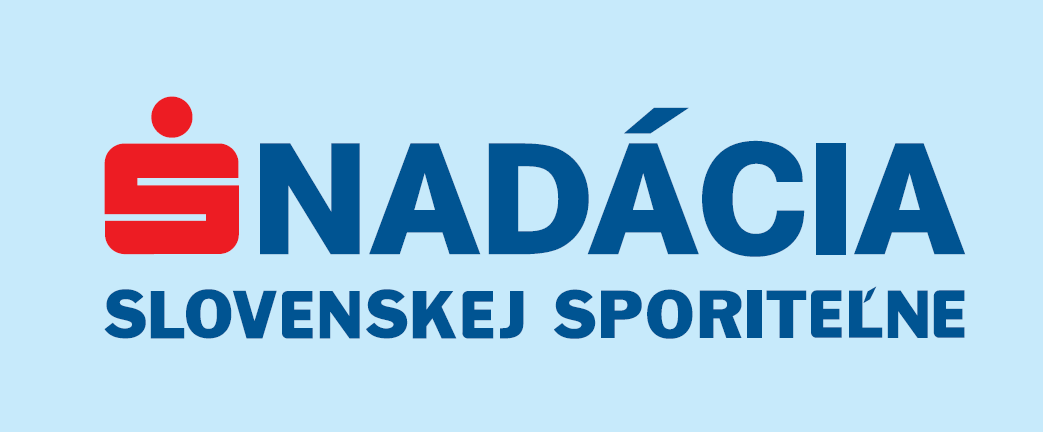 NADÁCIA
SLOVENSKEJ SPORITEĽNE